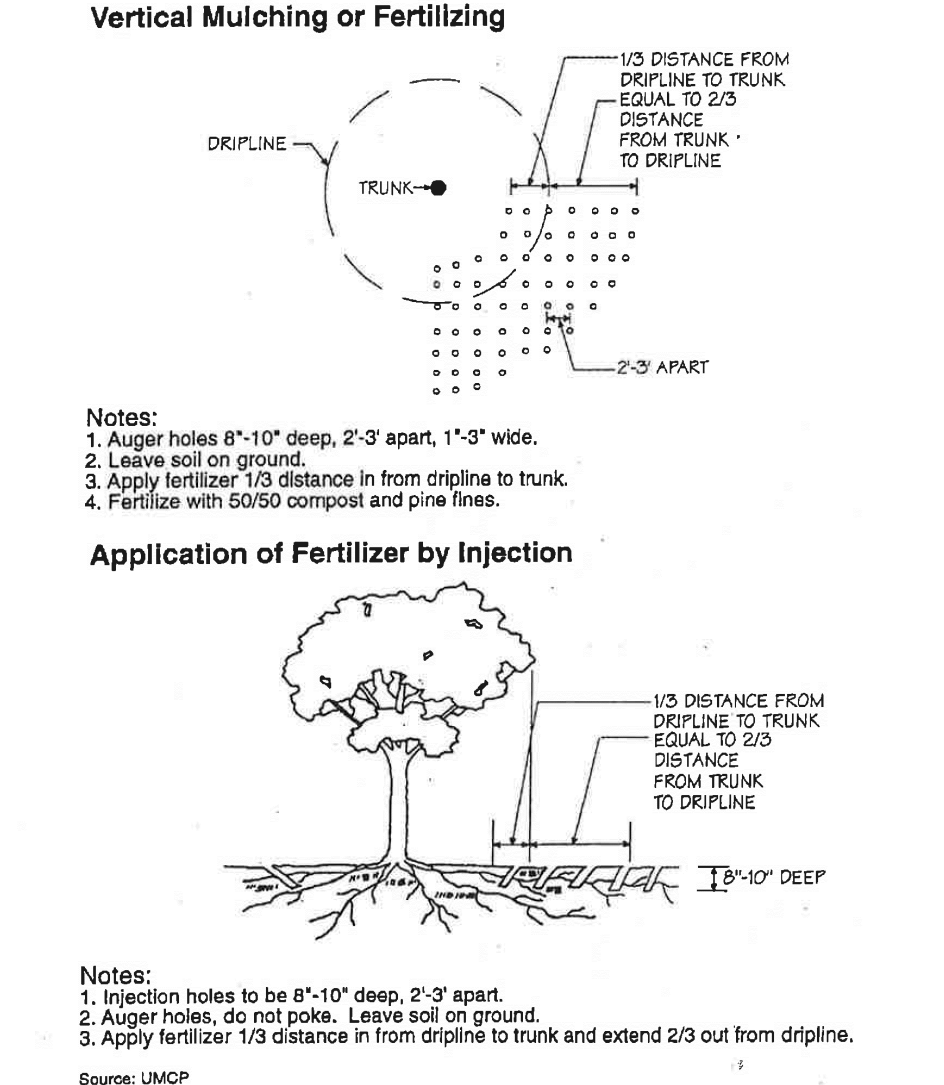 Vertical Mulching or Fertilizing
1/3 DISTANCE FROM
DRIPLINE TO TRUNK
EQUAL TO 2/3
DISTANCE
FROM TRUNK
TO DRIPLINE
DRIPLINE
TRUNK
2'-3' APART
Notes:
1. Auger holes 8"-10" deep, 2'-3' apart, 1"-3" wide.
2. Leave soil on ground.
3. Apply fertilizer 1/3 distance in from dripline to trunk.
4. Fertilize with 50/50 compost and pine fines.
Application of Fertilizer by Injection
1/3 DISTANCE FROM
DRIPLINE TO TRUNK
EQUAL TO 2/3
DISTANCE
FROM TRUNK
TO DRIPLINE
8"-10" DEEP
Notes:
1. Injection holes to be 8"-10" deep, 2'-3' apart.
2. Auger holes, do not poke. Leave soil on ground.
3. Apply fertilizer 1/3 distance in from dripline to trunk and extend 2/3 out from dripline.
Source: UMCP